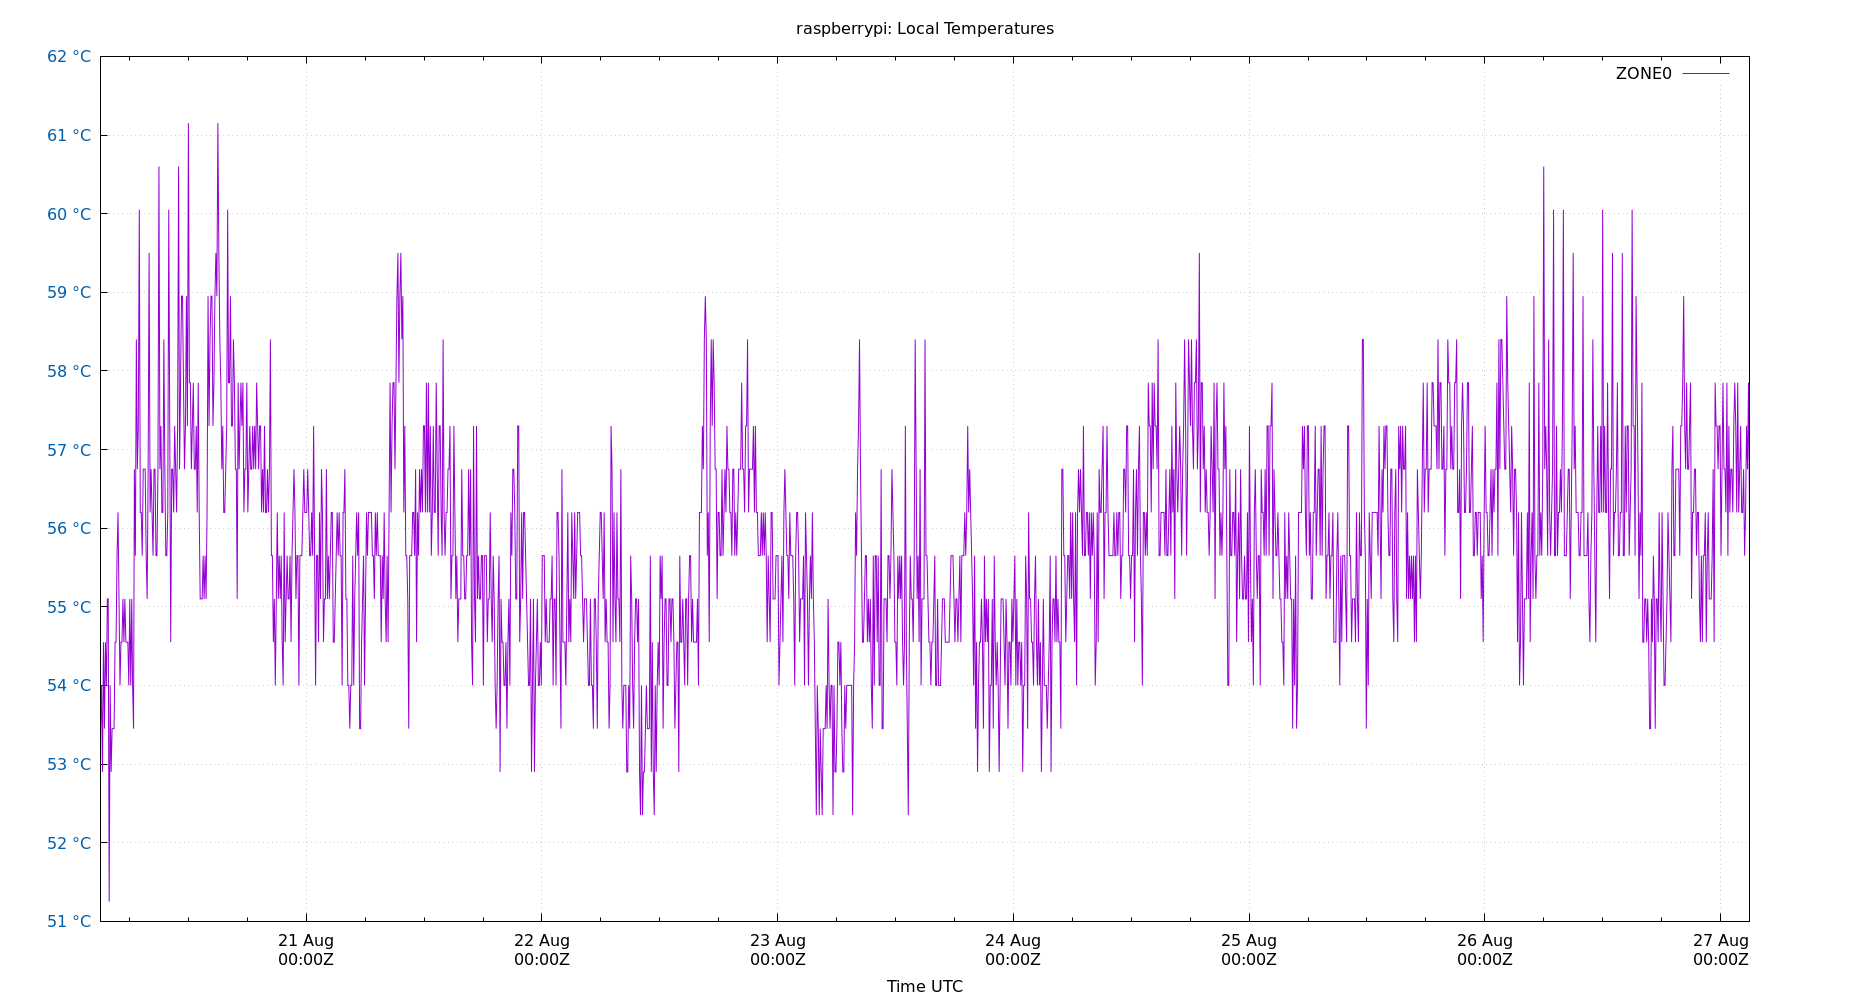 raspberrypi: Local Temperatures
62 °C
ZONE0
61 °C
60 °C
59 °C
58 °C
57 °C
56 °C
55 °C
54 °C
53 °C
52 °C
51 °C
21 Aug 22 Aug 23 Aug 24 Aug 25 Aug 26 Aug 27 Aug
00:00Z 00:00Z 00:00Z 00:00Z 00:00Z 00:00Z 00:00Z
Time UTC